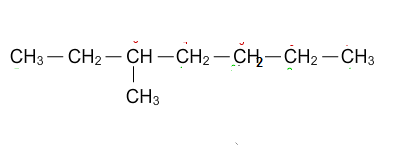 CH₃ — CH₂ — CH — CH₂ — CH₂ — CH₂ — CH₃
CH₃